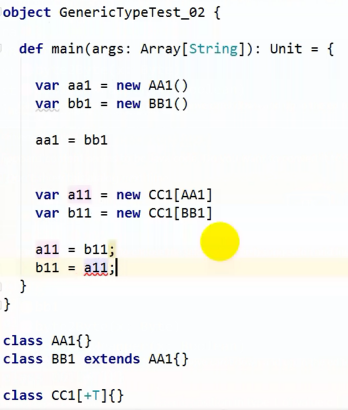 object GenericTypeTest_02 {
def main(args: Array[String]): Unit = {
var aa1 = new AA1()
var bb1 = new BB1()
aa1 = bb1
var a11 = new CC1[AA1]
var b11 = new CC1[BB1]
a11 = b11;
b11 = a11;
}
}
class AA1{}
class BB1 extends AA1{}
class CC1[+T]{}